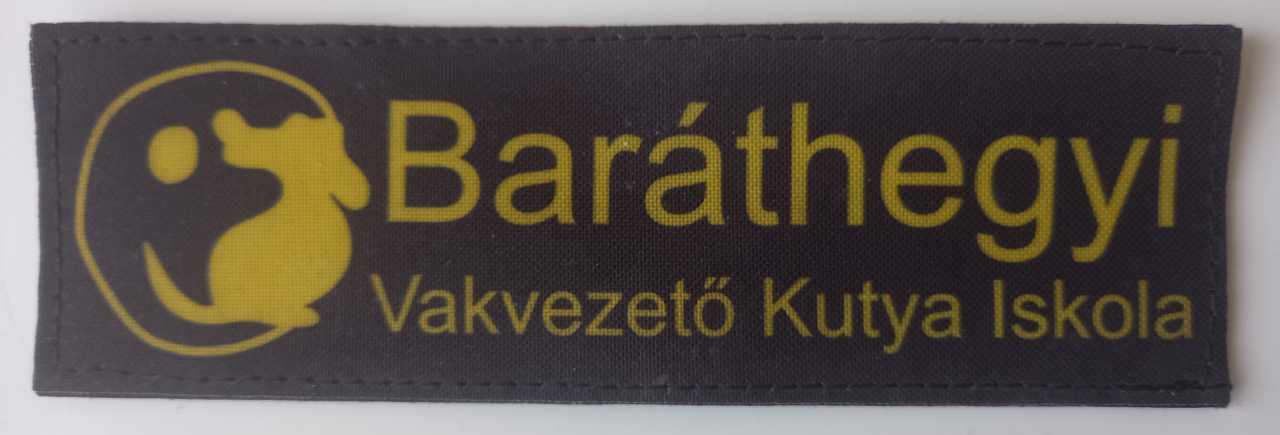 Baráthegyi
Vakvezető Kutya Iskola